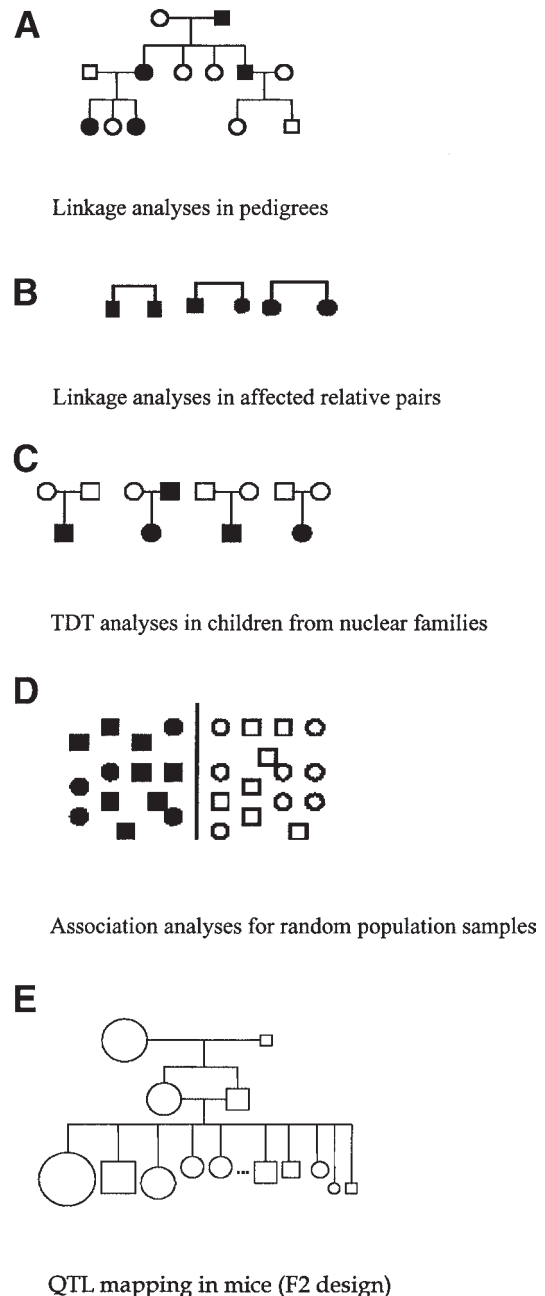 A
Linkage analyses in pedigrees
B
Linkage analyses in affected relative pairs
C
TDT analyses in children from nuclear families
D
Association analyses for random population samples
E
...
QTL mapping in mice (F2 design)